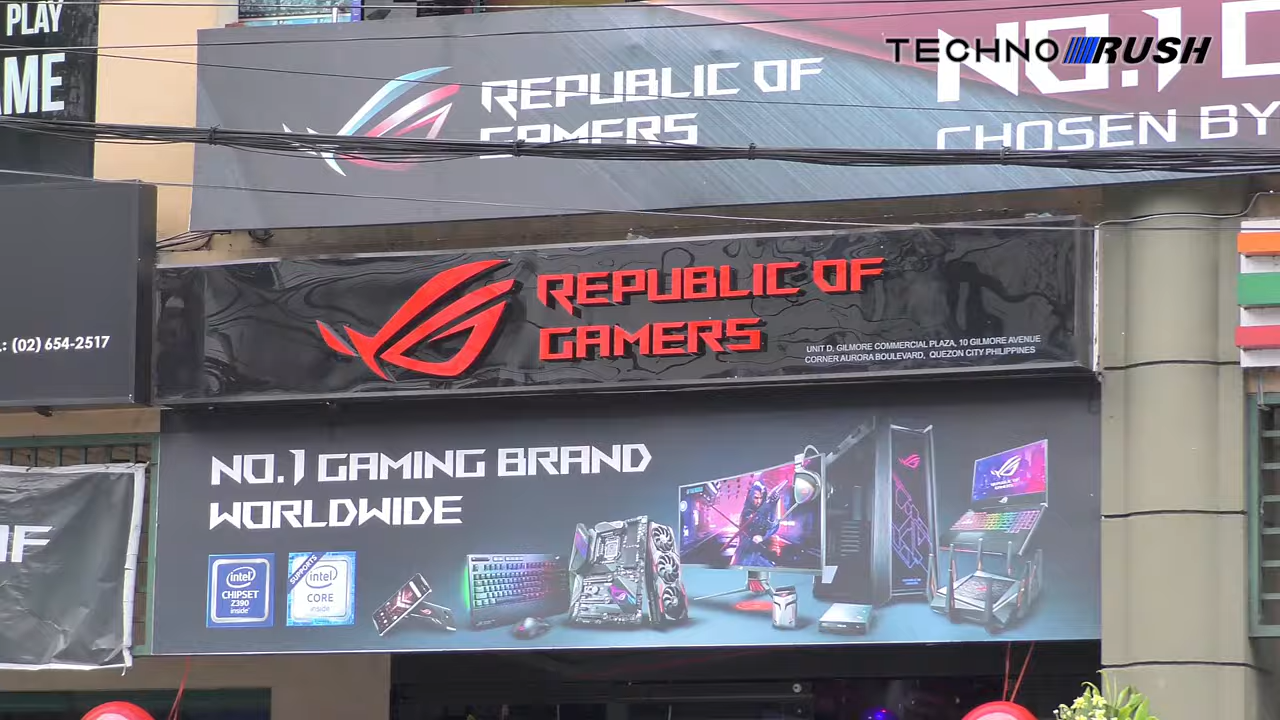 PLAY
ME
TECHNO RUSH
REPUBLIC OF
GAMERS
NO.1
CHOSEN BY
REPUBLIC OF
GAMERS
UNIT D, GILMORE COMMERCIAL PLAZA, 10 GILMORE AVENUE
CORNER AURORA BOULEVARD, QUEZON CITY PHILIPPINES
.: (02) 654-2517
NO.1 GAMING BRAND
WORLDWIDE
intel
CHIPSET
Z390
inside
SUPPORTS
intel
CORE
inside